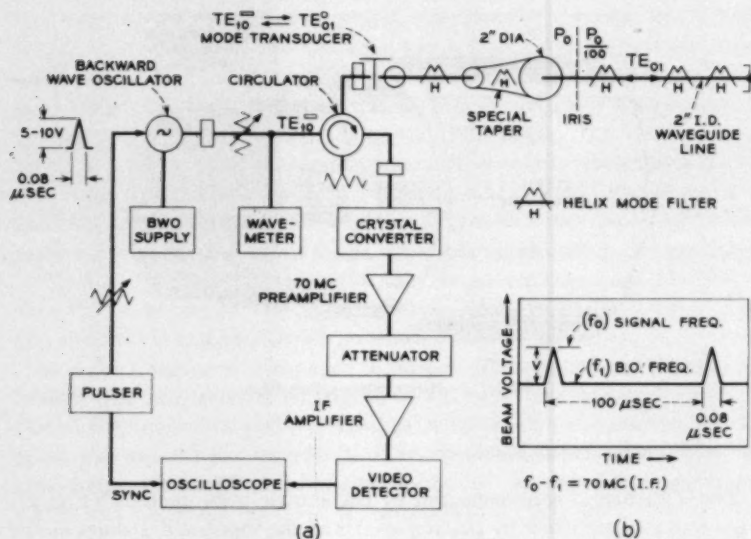 TE10▭ ⇌ TE01○
MODE TRANSDUCER
BACKWARD
WAVE OSCILLATOR
CIRCULATOR
2" DIA
P0
P0
100
TE01
H
H
H
H
H
SPECIAL
TAPER
IRIS
2" I.D.
WAVEGUIDE
LINE
5-10V
~
TE10▭
0.08
μSEC
BWO
SUPPLY
WAVE-
METER
CRYSTAL
CONVERTER
H
HELIX MODE FILTER
70 MC
PREAMPLIFIER
ATTENUATOR
PULSER
IF
AMPLIFIER
SYNC
OSCILLOSCOPE
VIDEO
DETECTOR
(a)
BEAM VOLTAGE
V
(f0) SIGNAL FREQ.
(f1) B.O. FREQ.
100 μSEC
0.08
μSEC
TIME
f0-f1 = 70 MC (I.F.)
(b)